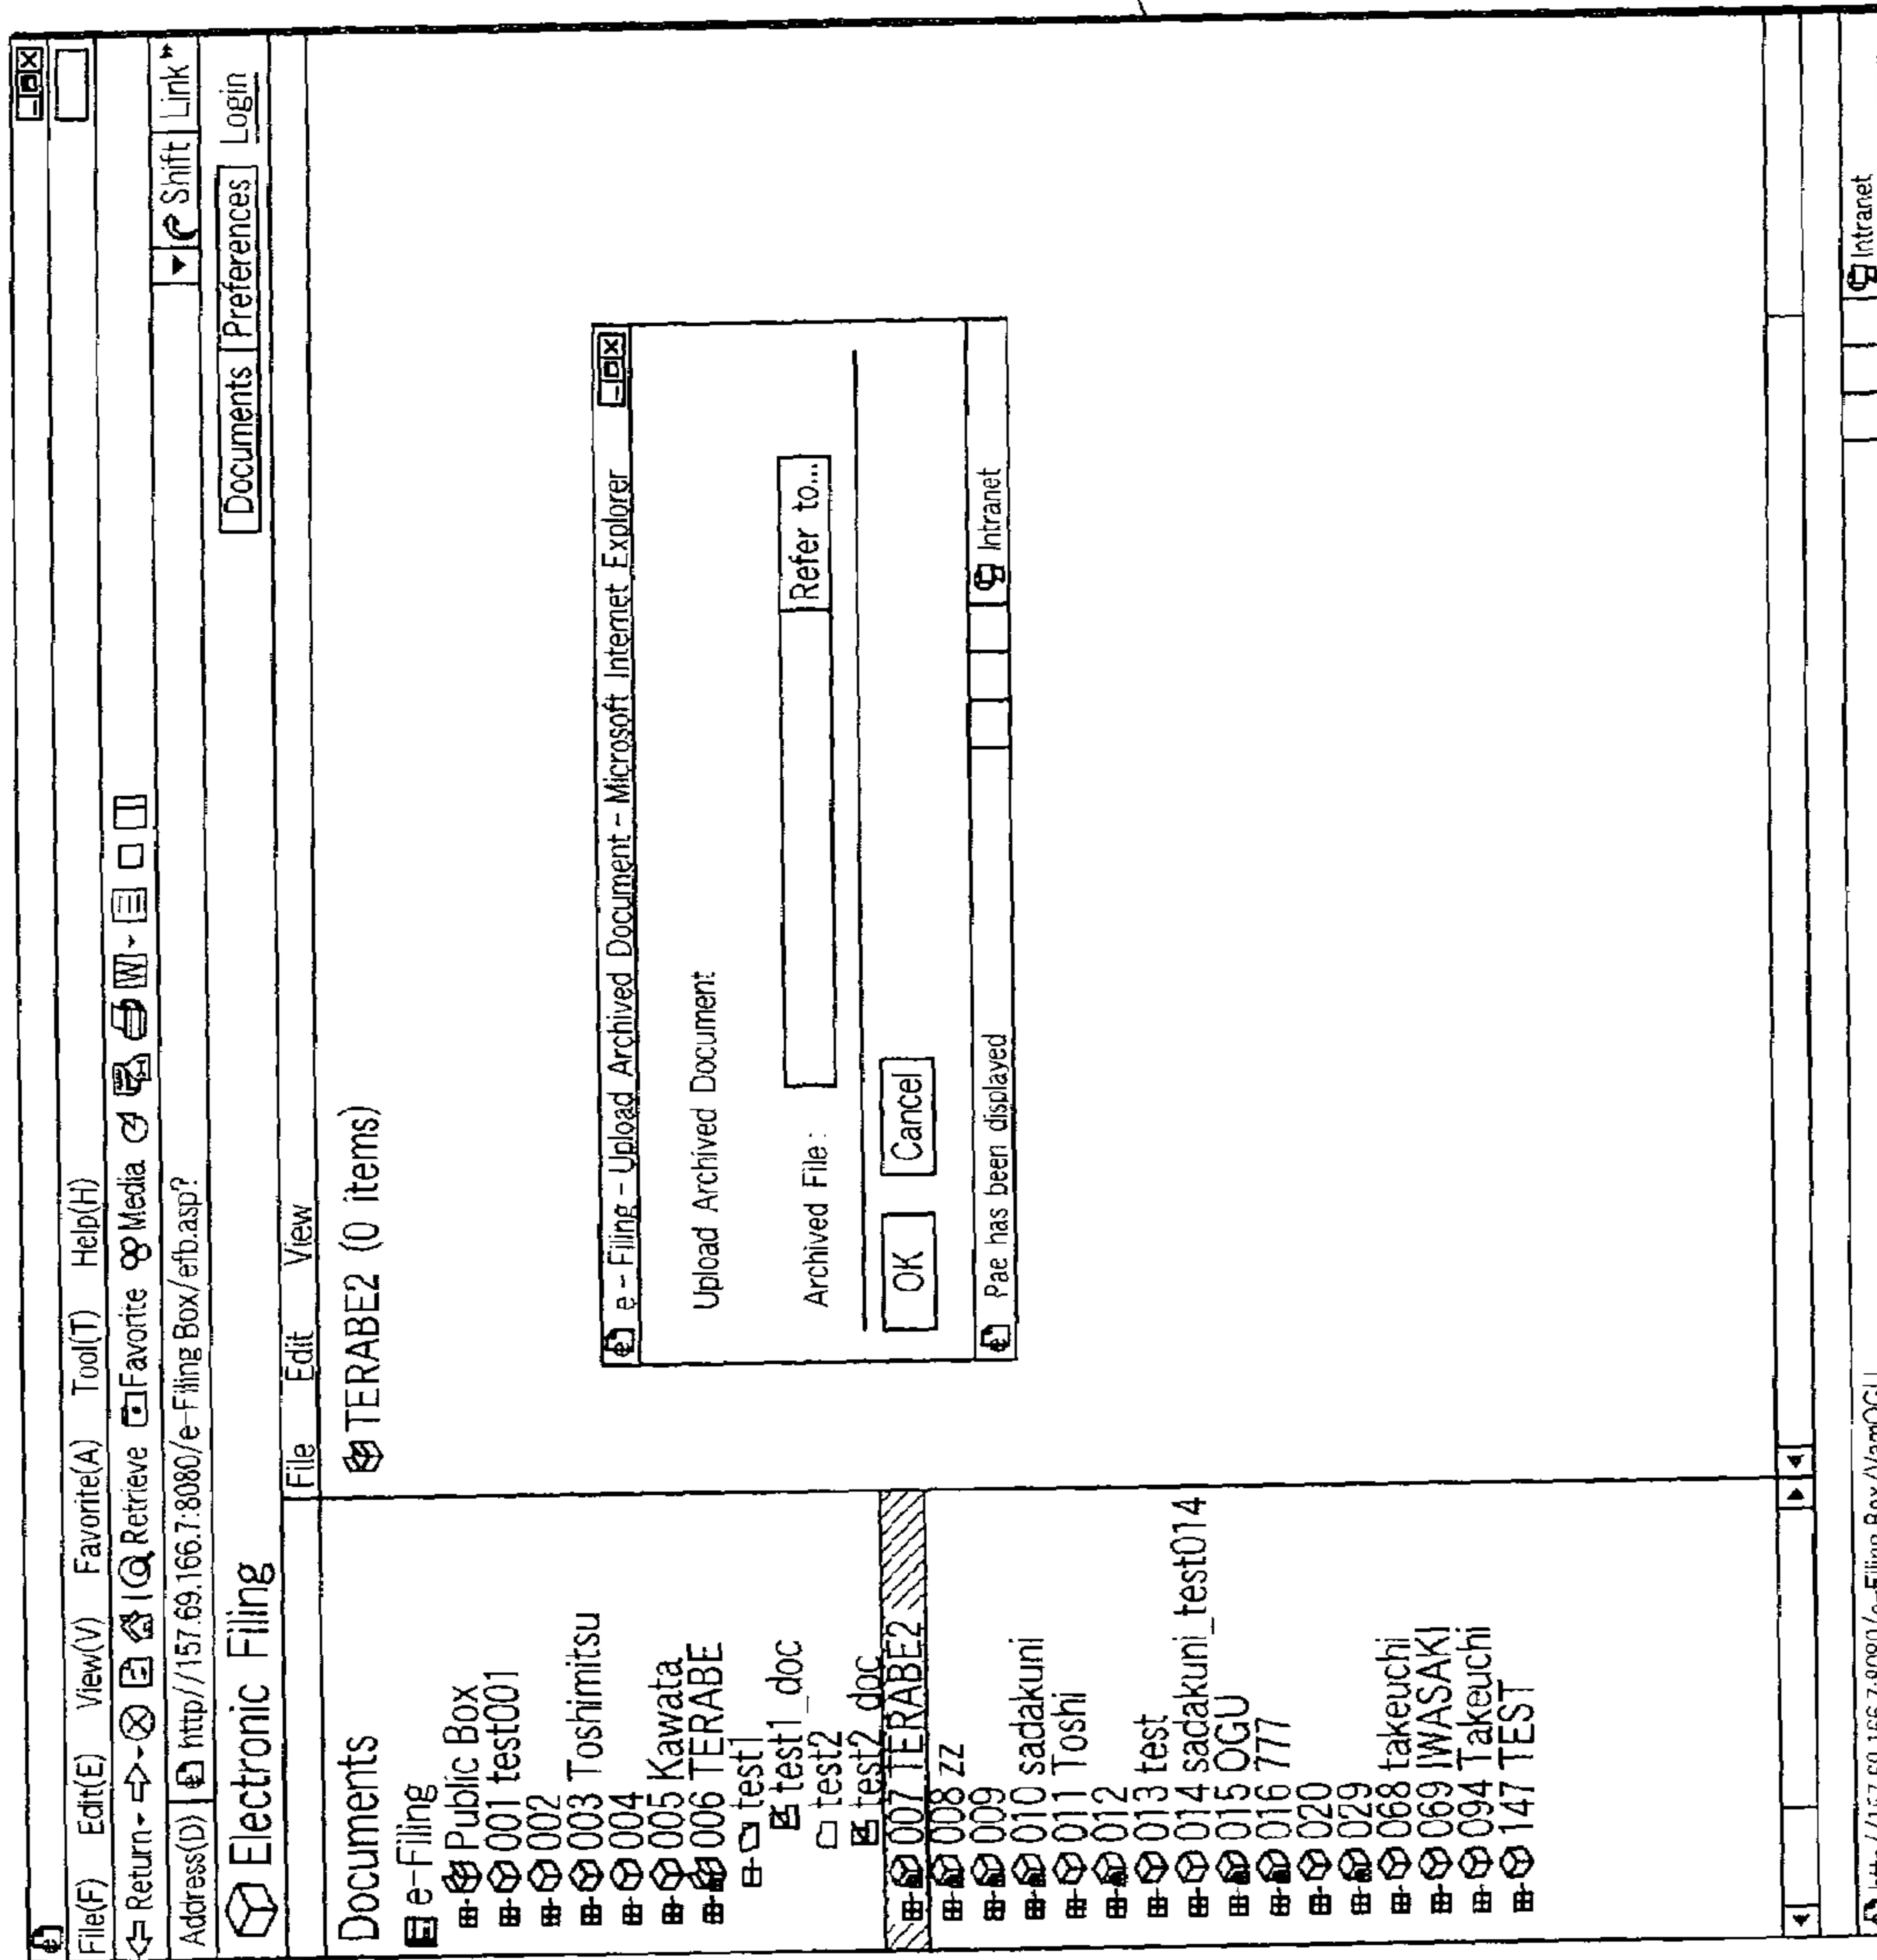 File(F) Edit(E) View(V) Favorite(A) Tool(T) Help(H)
Return Retrieve Favorite Media W
Address(D) http//157.69.166.7:8080/e-Filing Box/efb.asp? Shift Link
Electronic Filing
Documents Preferences Login
File Edit View
Documents
e-Filing
Public Box
001 test001
002
003 Toshimitsu
004
005 Kawata
006 TERABE
test1
test1_doc
test2
test2_doc
007 TERABE2
008 zz
009
010 sadakuni
011 Toshi
012
013 test
014 sadakuni_test014
015 OGU
016 777
020
029
068 takeuchi
069 IWASAKI
094 Takeuchi
147 TEST
TERABE2 (0 items)
e - Filing - Upload Archived Document - Microsoft Internet Explorer
Upload Archived Document
Archived File: Refer to...
OK Cancel
Pae has been displayed Intranet
Intranet